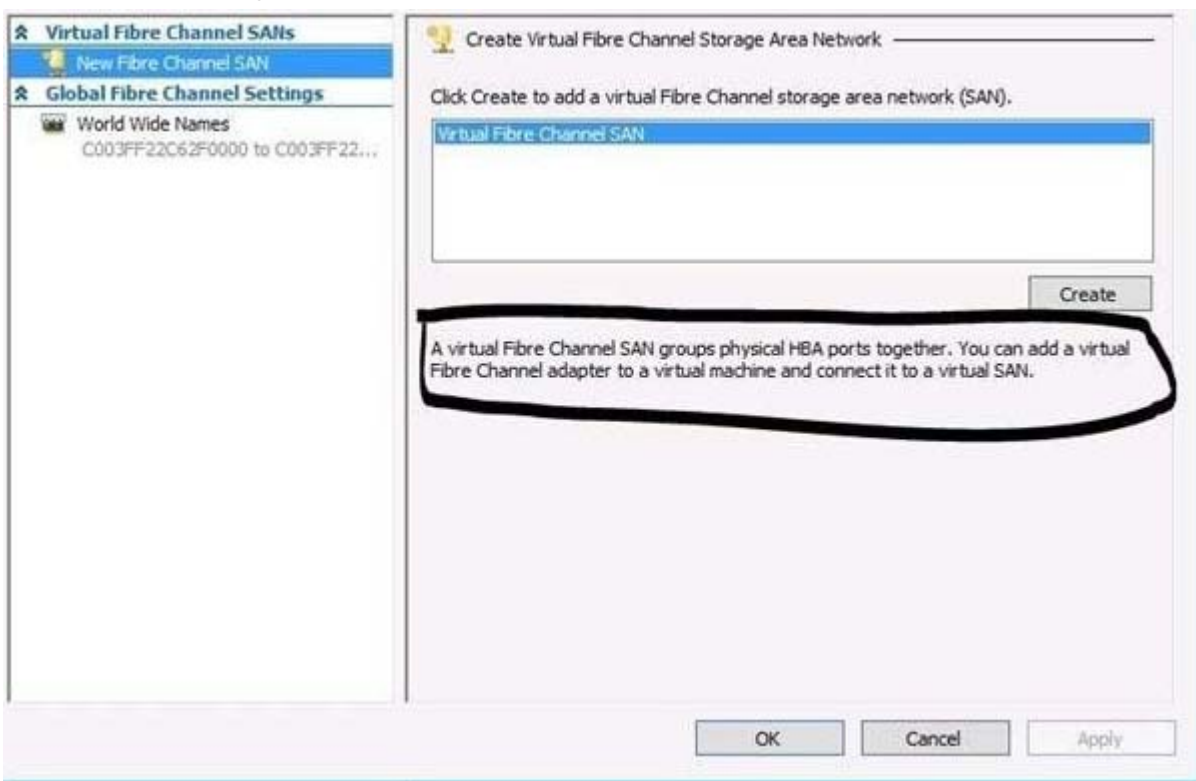 Virtual Fibre Channel SANs
New Fibre Channel SAN
Global Fibre Channel Settings
World Wide Names
C003FF22C62F0000 to C003FF22...
Create Virtual Fibre Channel Storage Area Network
Click Create to add a virtual Fibre Channel storage area network (SAN).
Virtual Fibre Channel SAN
Create
A virtual Fibre Channel SAN groups physical HBA ports together. You can add a virtual
Fibre Channel adapter to a virtual machine and connect it to a virtual SAN.
OK
Cancel
Apply